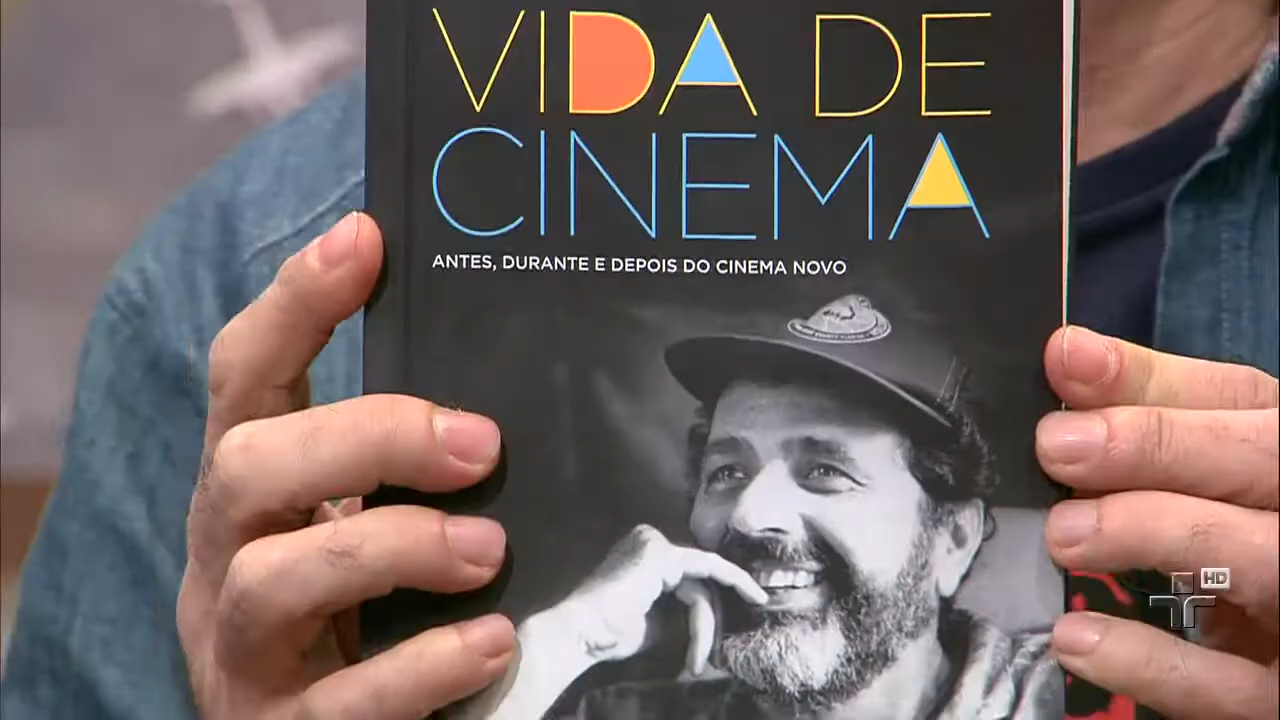 VIDA DE
CINEMA
ANTES, DURANTE E DEPOIS DO CINEMA NOVO
HD